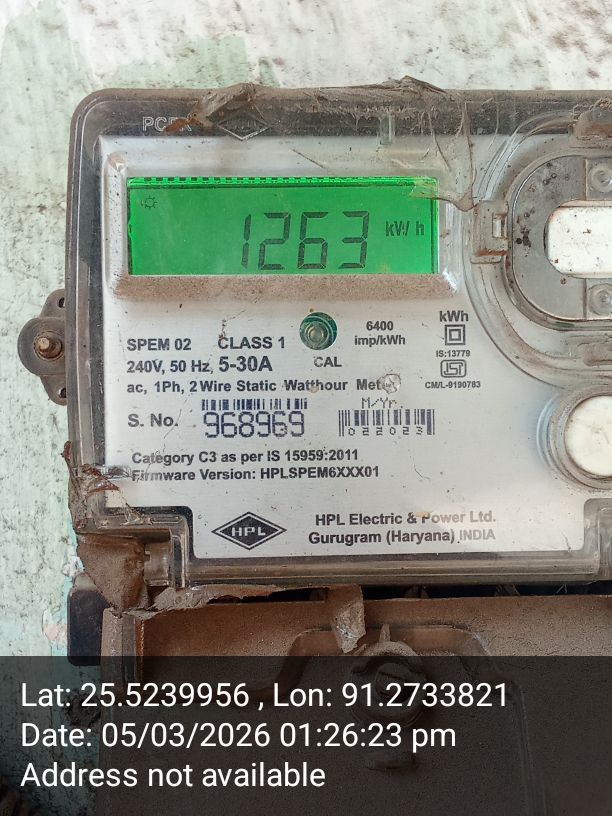 1263 kW h
SPEM 02 CLASS 1
6400
imp/kWh
kWh
240V, 50 Hz, 5-30A
CAL
IS:13779
CM/L-9190783
ac, 1Ph, 2 Wire Static Watthour
M/Yr
S. No. 968969
022023
Category C3 as per IS 15959:2011
Firmware Version: HPLSPEM6XXX01
HPL
HPL Electric & Power Ltd.
Gurugram (Haryana) INDIA
Lat: 25.5239956 , Lon: 91.2733821
Date: 05/03/2026 01:26:23 pm
Address not available